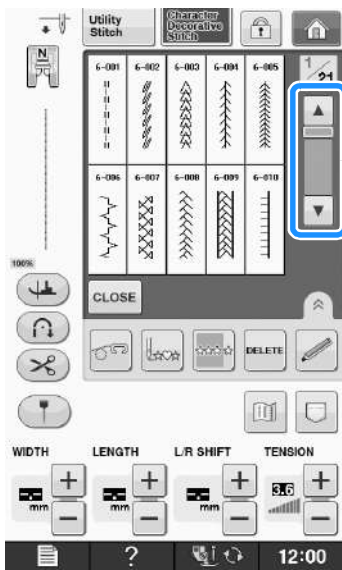 Utility
Stitch
Character
Decorative
Stitch
N
6-001 6-002 6-003 6-004 6-005
1/21
6-006 6-007 6-008 6-009 6-010
100%
CLOSE
DELETE
WIDTH LENGTH L/R SHIFT TENSION
+ + + +
mm mm mm 3.6
− − − −
? 12:00